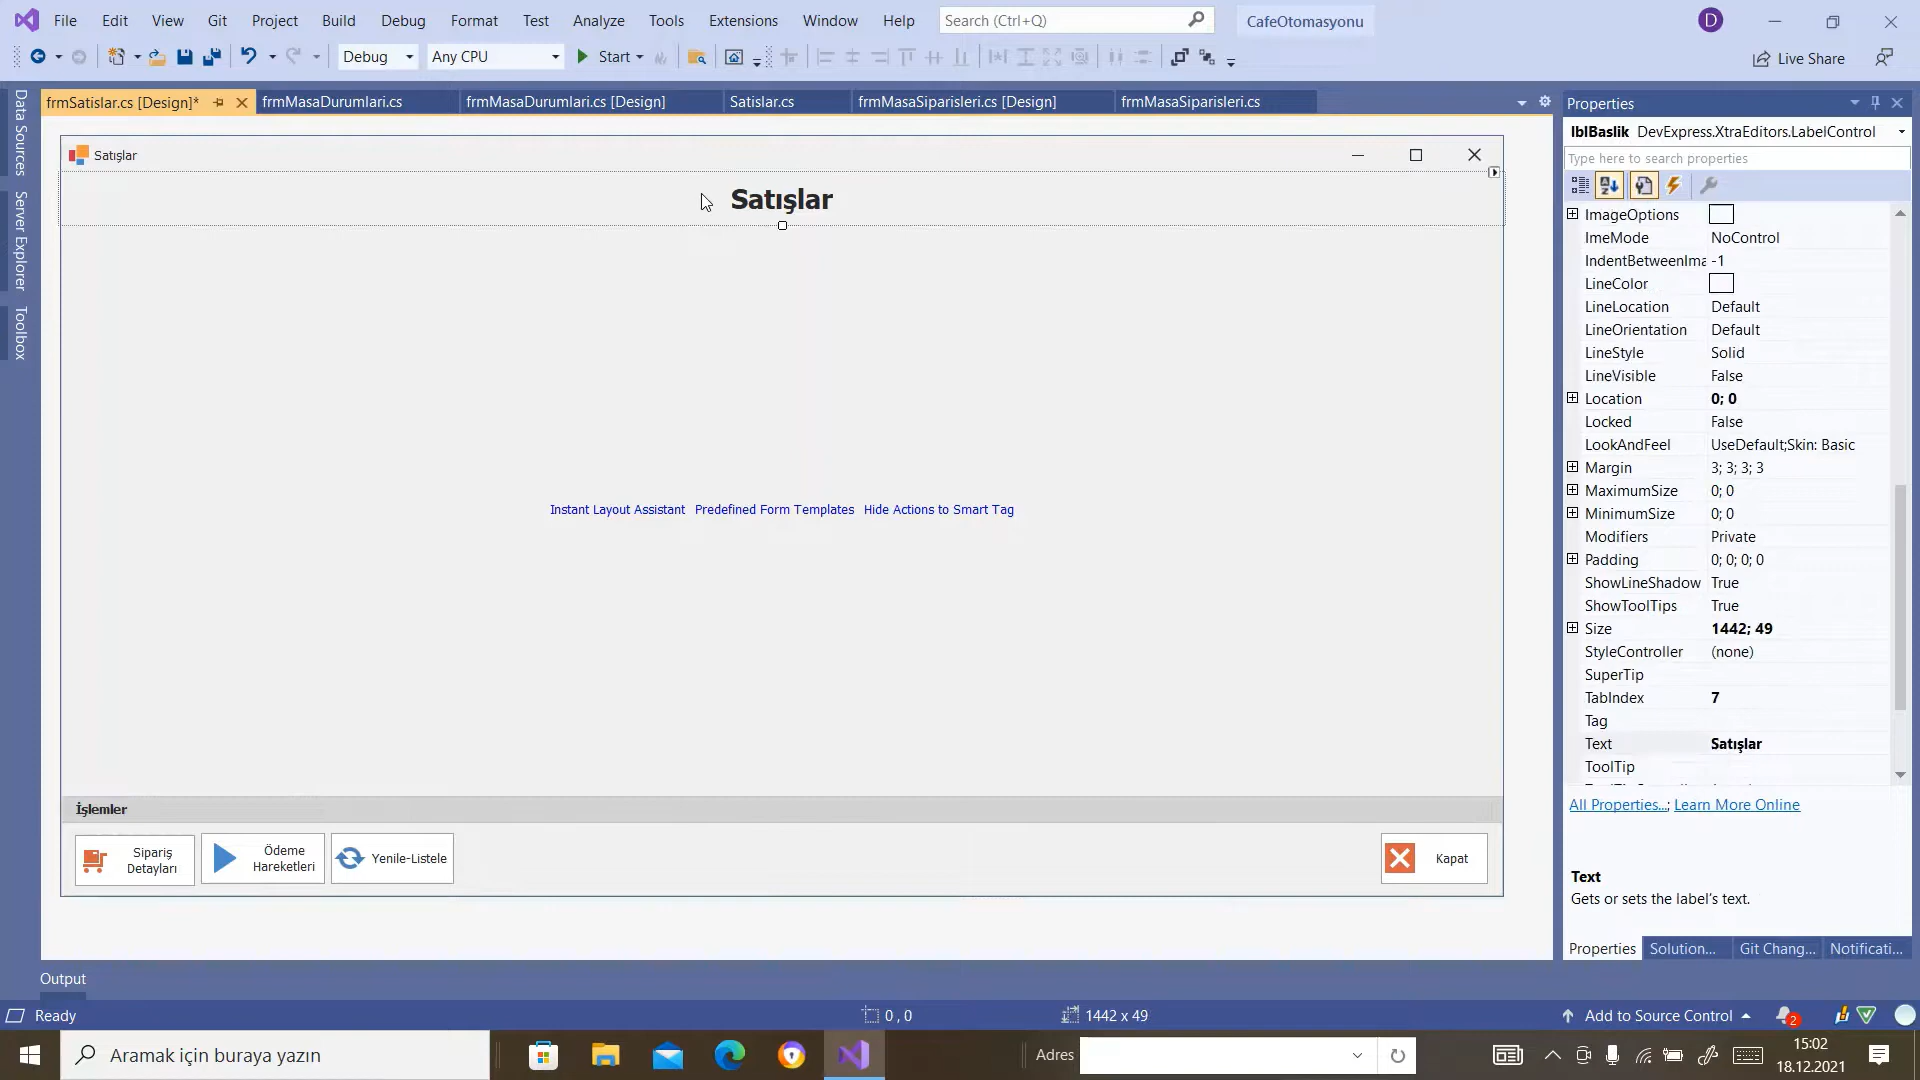 File Edit View Git Project Build Debug Format Test Analyze Tools Extensions Window Help Search (Ctrl+Q) CafeOtomasyonu D
Debug Any CPU Start Live Share
frmSatislar.cs [Design]* frmMasaDurumlari.cs frmMasaDurumlari.cs [Design] Satislar.cs frmMasaSiparisleri.cs [Design] frmMasaSiparisleri.cs
Data Sources
Server Explorer
Toolbox
Satışlar
Satışlar
Instant Layout Assistant Predefined Form Templates Hide Actions to Smart Tag
İşlemler
Sipariş
Detayları
Ödeme
Hareketleri
Yenile-Listele
Kapat
Properties
lblBaslik DevExpress.XtraEditors.LabelControl
Type here to search properties
ImageOptions
ImeMode NoControl
IndentBetweenIma -1
LineColor
LineLocation Default
LineOrientation Default
LineStyle Solid
LineVisible False
Location 0; 0
Locked False
LookAndFeel UseDefault;Skin: Basic
Margin 3; 3; 3; 3
MaximumSize 0; 0
MinimumSize 0; 0
Modifiers Private
Padding 0; 0; 0; 0
ShowLineShadow True
ShowToolTips True
Size 1442; 49
StyleController (none)
SuperTip
TabIndex 7
Tag
Text Satışlar
ToolTip
All Properties...; Learn More Online
Text
Gets or sets the label's text.
Properties Solution... Git Chang... Notificati...
Output
Ready 0 , 0 1442 x 49 Add to Source Control 2
Aramak için buraya yazın Adres 15:02
18.12.2021